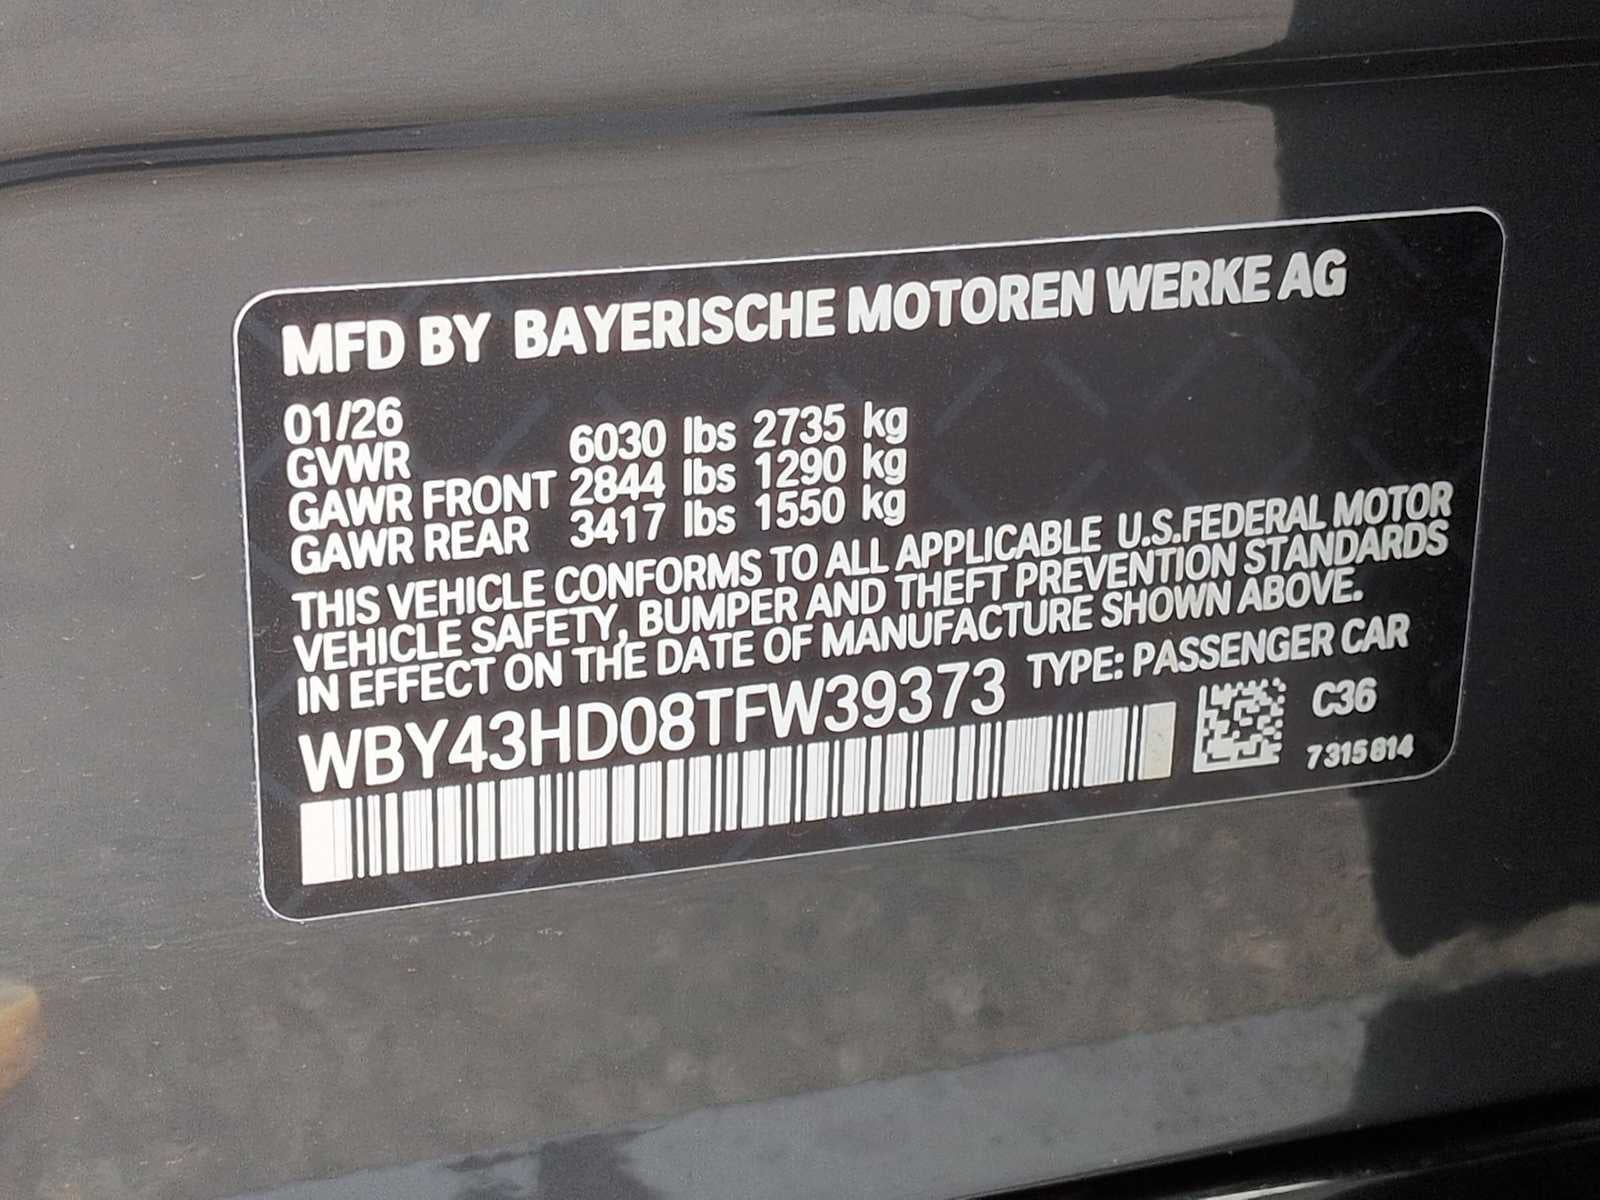 MFD BY BAYERISCHE MOTOREN WERKE AG
01/26
GVWR 6030 lbs 2735 kg
GAWR FRONT 2844 lbs 1290 kg
GAWR REAR 3417 lbs 1550 kg
THIS VEHICLE CONFORMS TO ALL APPLICABLE U.S.FEDERAL MOTOR
VEHICLE SAFETY, BUMPER AND THEFT PREVENTION STANDARDS
IN EFFECT ON THE DATE OF MANUFACTURE SHOWN ABOVE.
WBY43HD08TFW39373 TYPE: PASSENGER CAR
C36
7315814